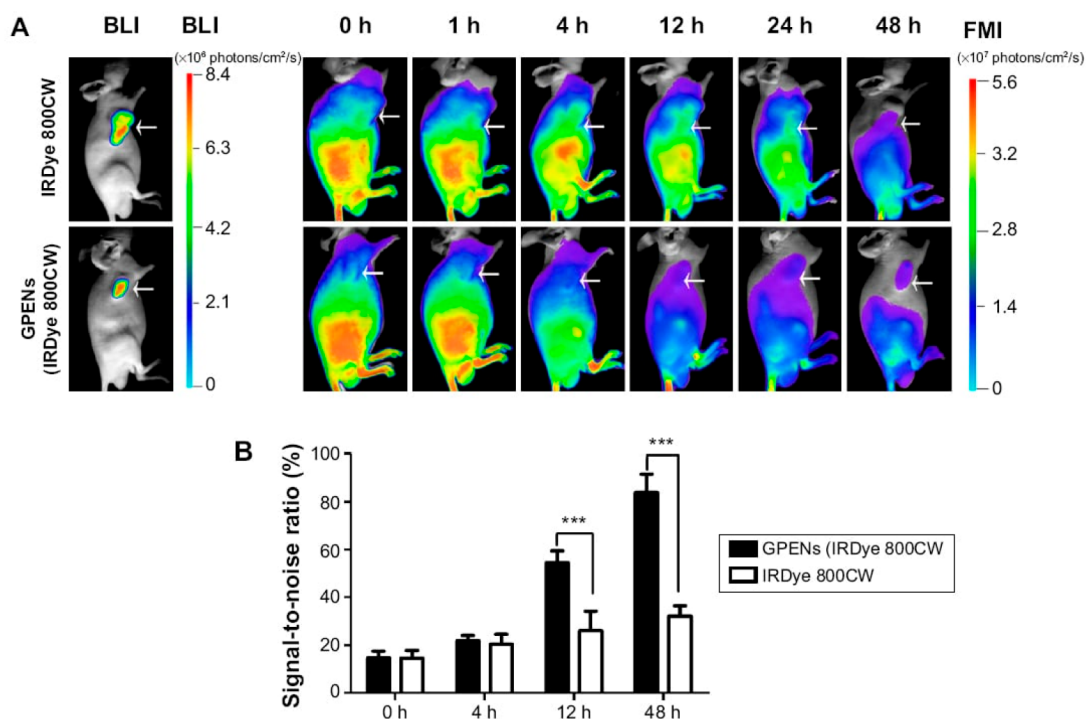 A
BLI BLI 0 h 1 h 4 h 12 h 24 h 48 h FMI
(×10⁶ photons/cm²/s) (×10⁷ photons/cm²/s)
IRDye 800CW
GPENs
(IRDye 800CW)
8.4
6.3
4.2
2.1
0
5.6
3.2
2.8
1.4
0
B
Signal-to-noise ratio (%)
100
80
60
40
20
0
***
***
0 h 4 h 12 h 48 h
GPENs (IRDye 800CW
IRDye 800CW